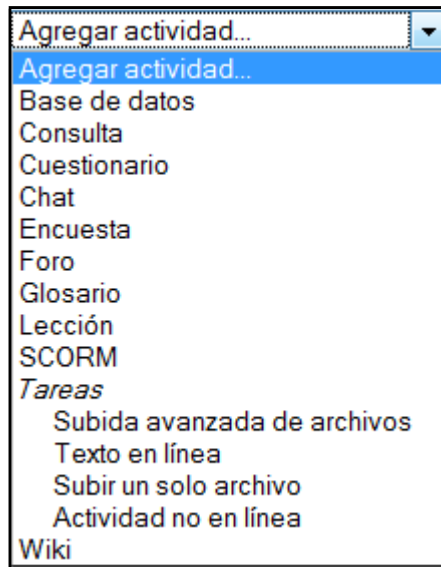 Agregar actividad...
Agregar actividad...
Base de datos
Consulta
Cuestionario
Chat
Encuesta
Foro
Glosario
Lección
SCORM
Tareas
Subida avanzada de archivos
Texto en línea
Subir un solo archivo
Actividad no en línea
Wiki